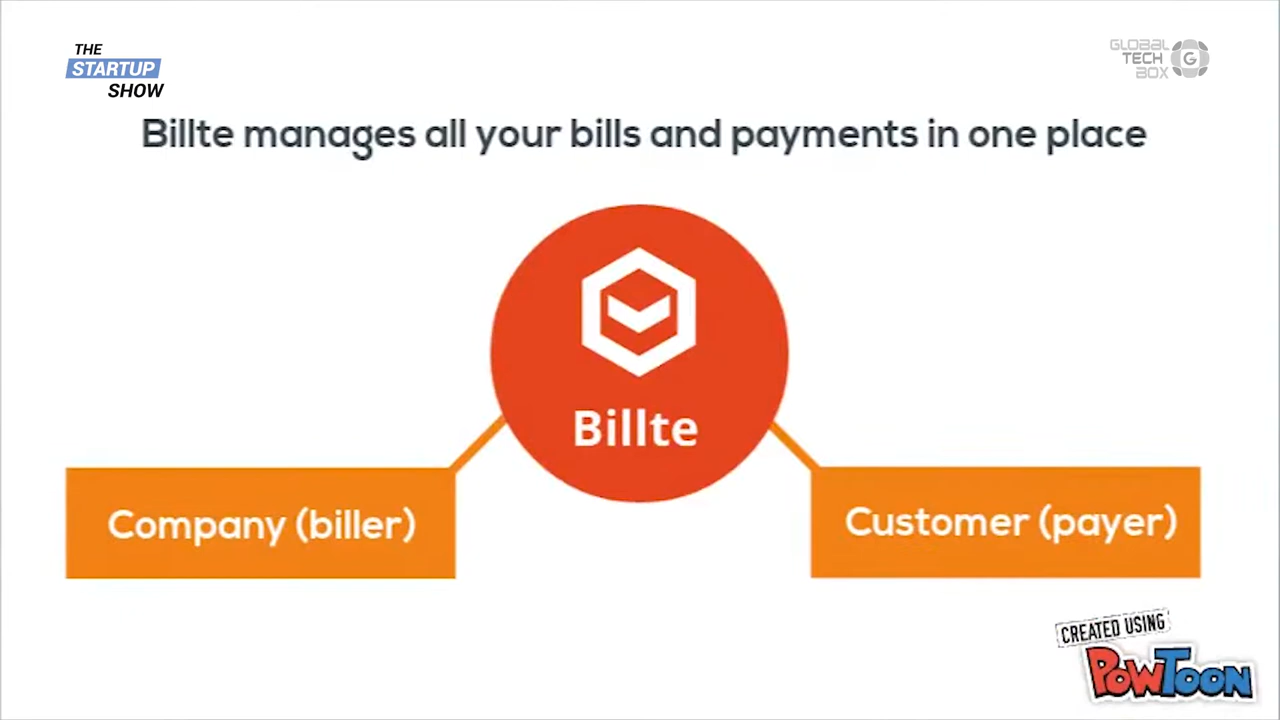 THE
STARTUP
SHOW
GLOBAL
TECH
BOX
G
Billte manages all your bills and payments in one place
Billte
Company (biller)
Customer (payer)
CREATED USING
POWTOON